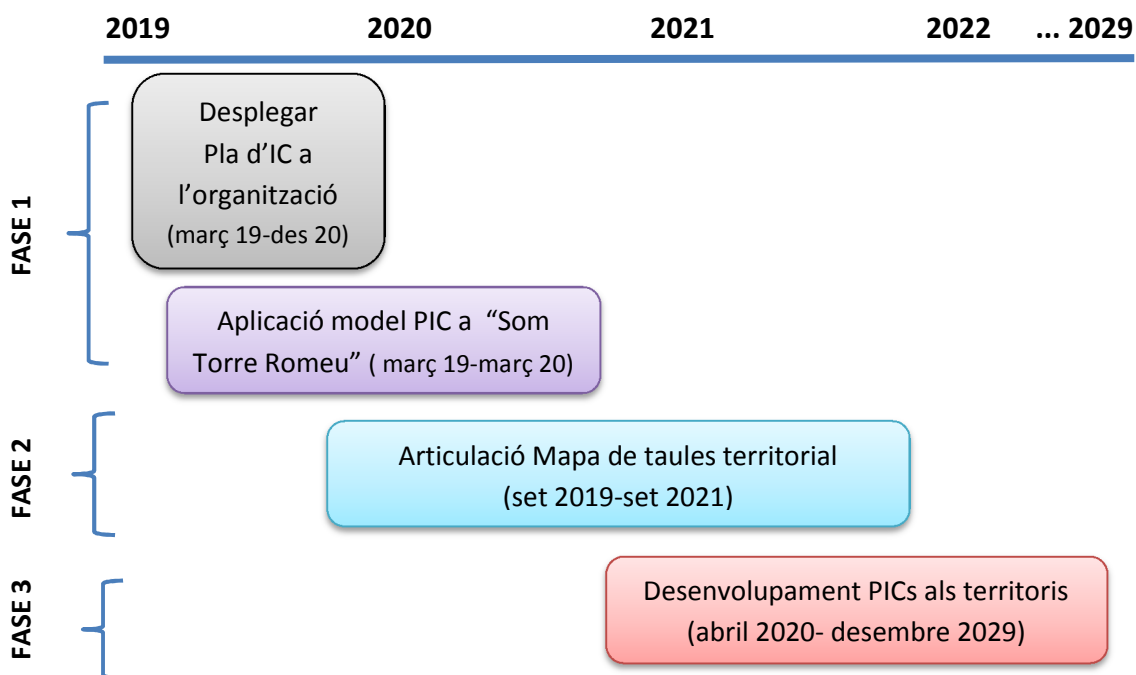 2019 2020 2021 2022 ... 2029
FASE 1
Desplegar
Pla d’IC a
l’organització
(març 19-des 20)
Aplicació model PIC a “Som
Torre Romeu” ( març 19-març 20)
FASE 2
Articulació Mapa de taules territorial
(set 2019-set 2021)
FASE 3
Desenvolupament PICs als territoris
(abril 2020- desembre 2029)